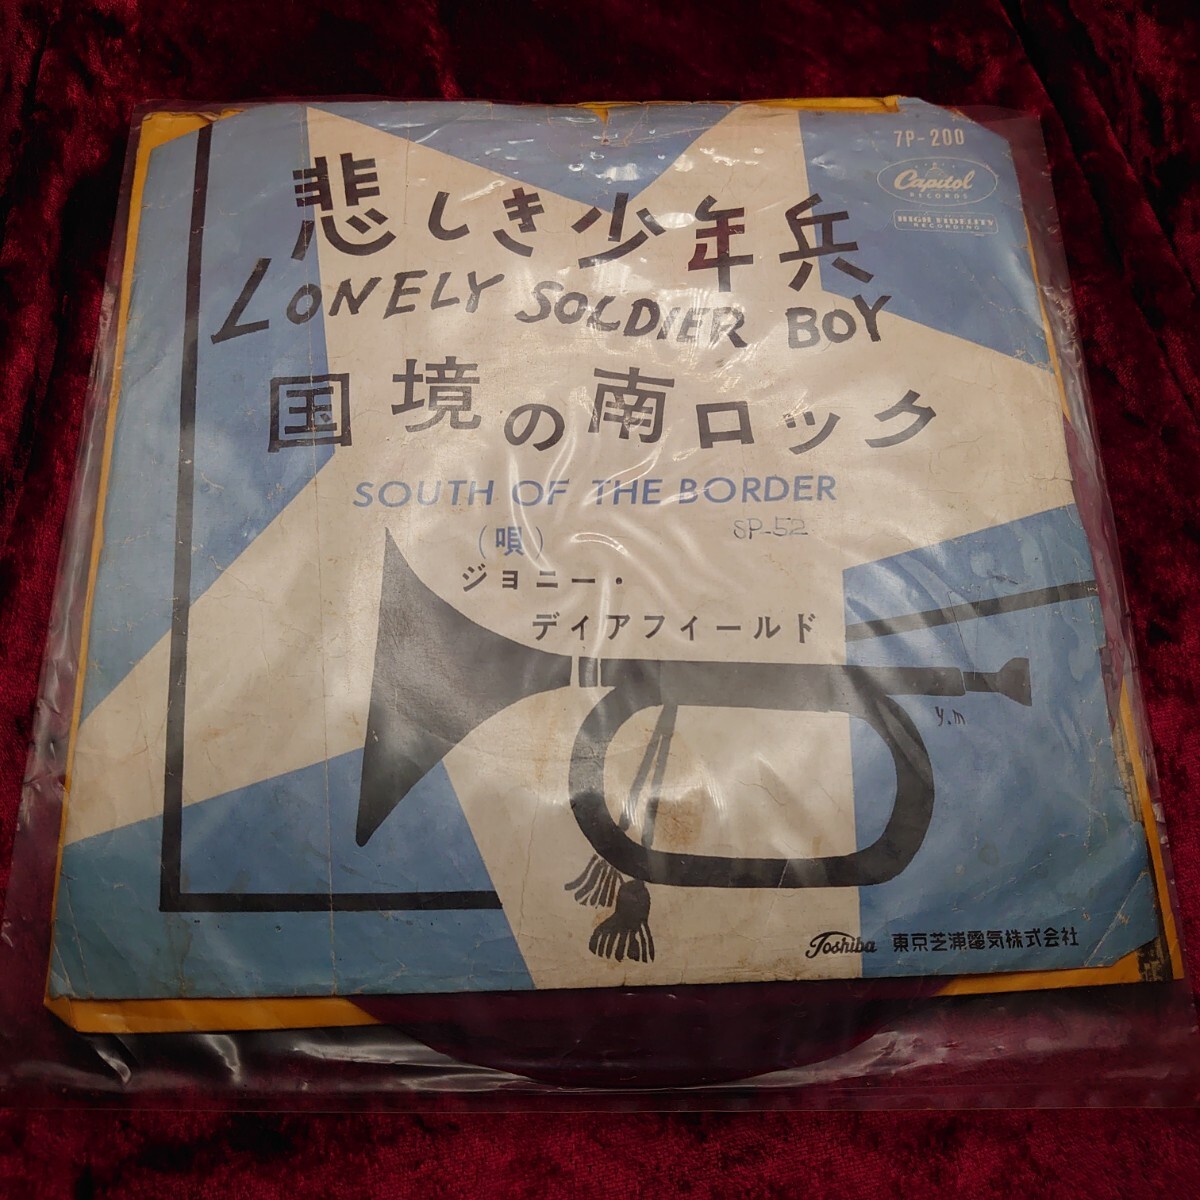 7P-200
Capitol
RECORDS
HIGH FIDELITY
RECORDING
悲しき少年兵
LONELY SOLDIER BOY
国境の南ロック
SOUTH OF THE BORDER
(唄)
8P-52
ジョニー・
デイアフィールド
y.m
Toshiba 東京芝浦電気株式会社